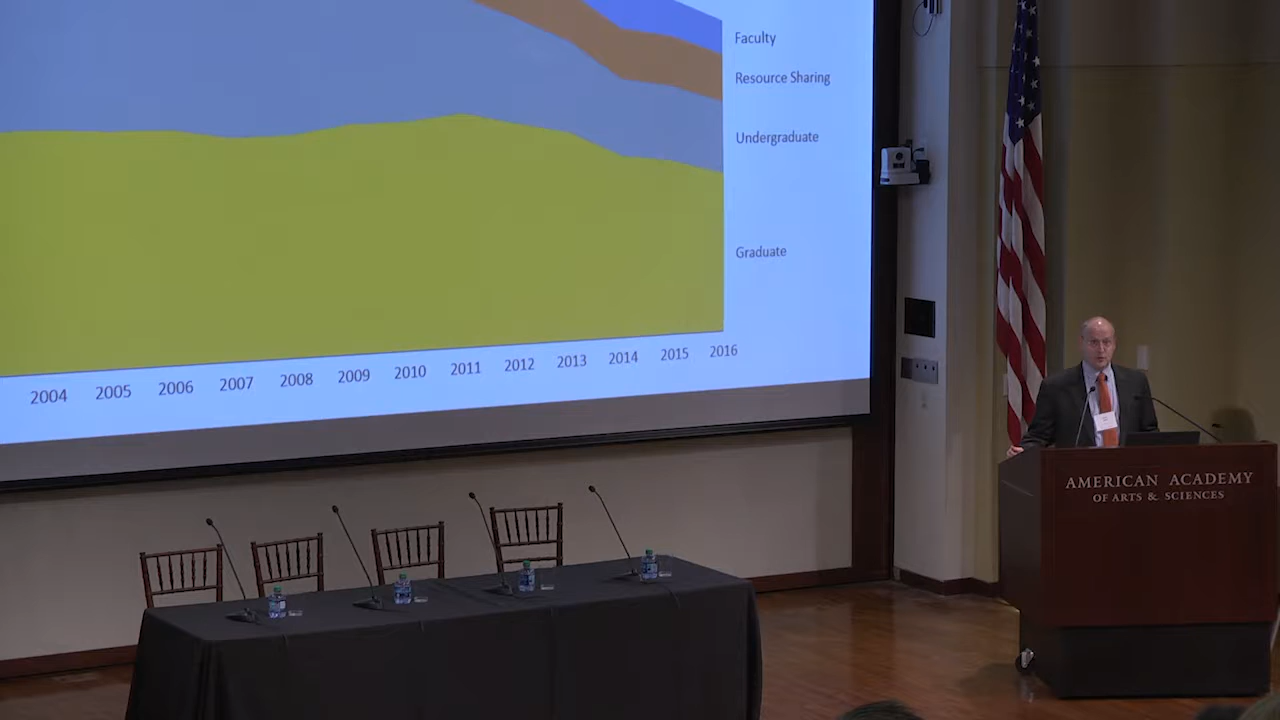 Faculty
Resource Sharing
Undergraduate
Graduate
2004 2005 2006 2007 2008 2009 2010 2011 2012 2013 2014 2015 2016
AMERICAN ACADEMY
OF ARTS & SCIENCES